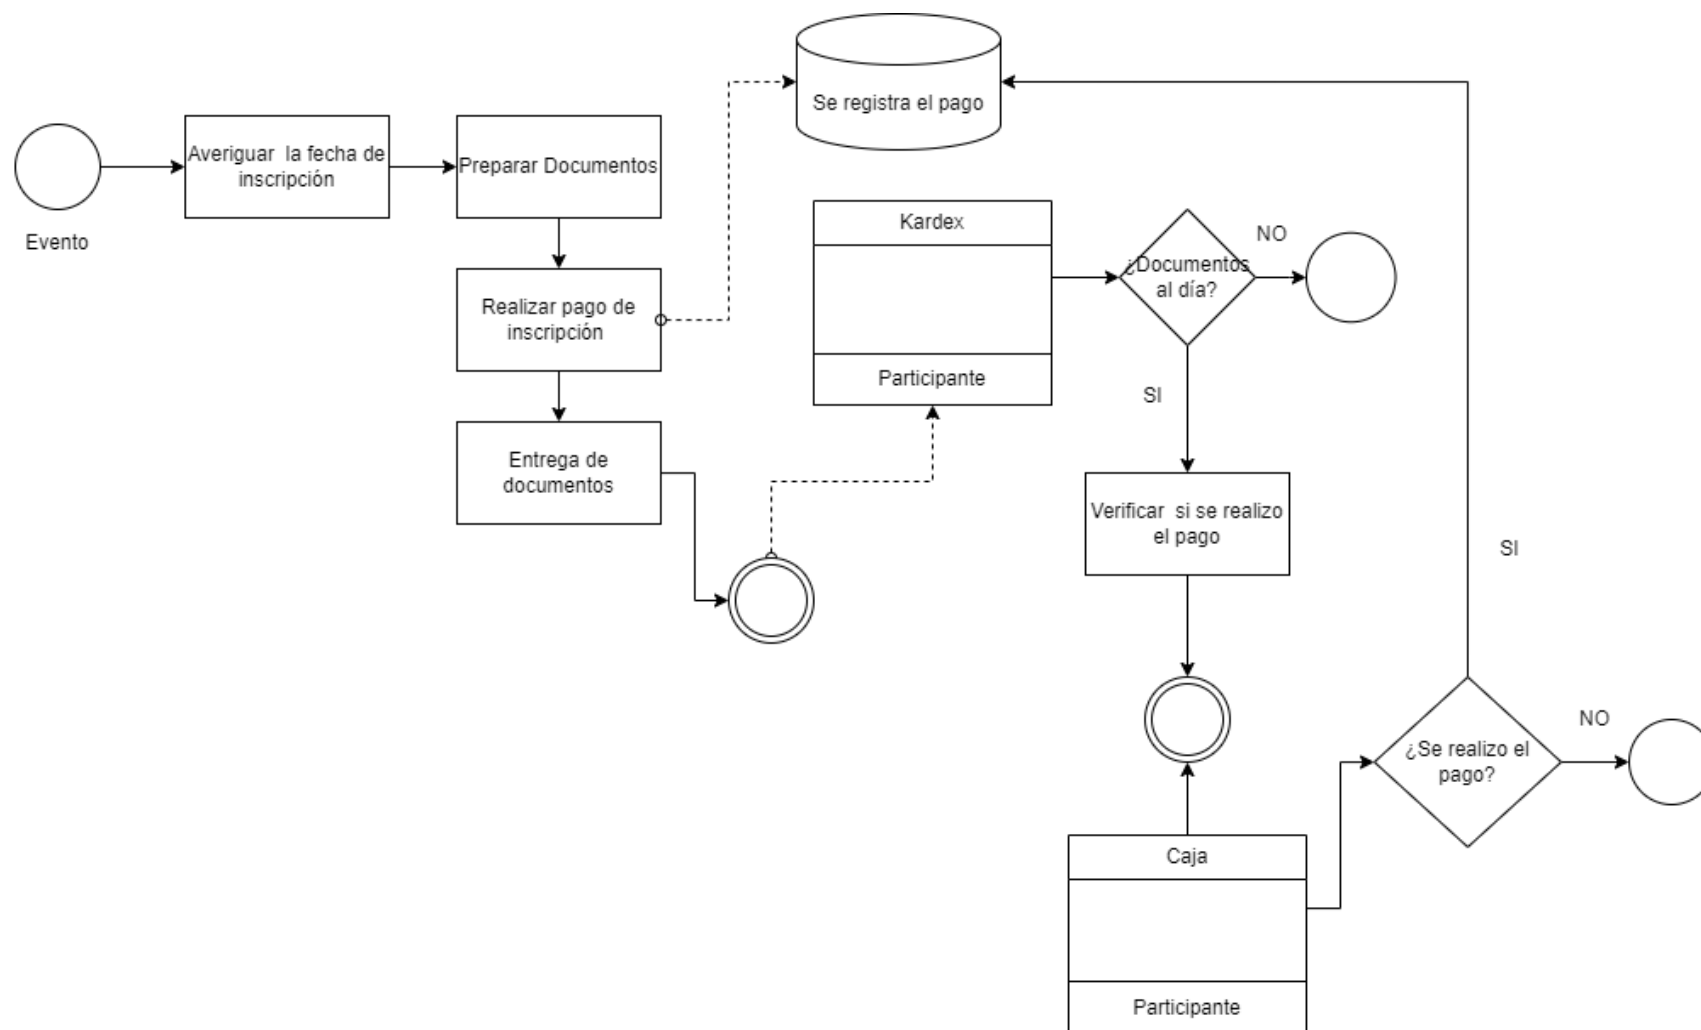 Se registra el pago
Averiguar la fecha de
inscripción
Preparar Documentos
Evento
Kardex
Participante
¿Documentos
al día?
NO
SI
Realizar pago de
inscripción
Entrega de
documentos
Verificar si se realizo
el pago
SI
¿Se realizo el
pago?
NO
Caja
Participante